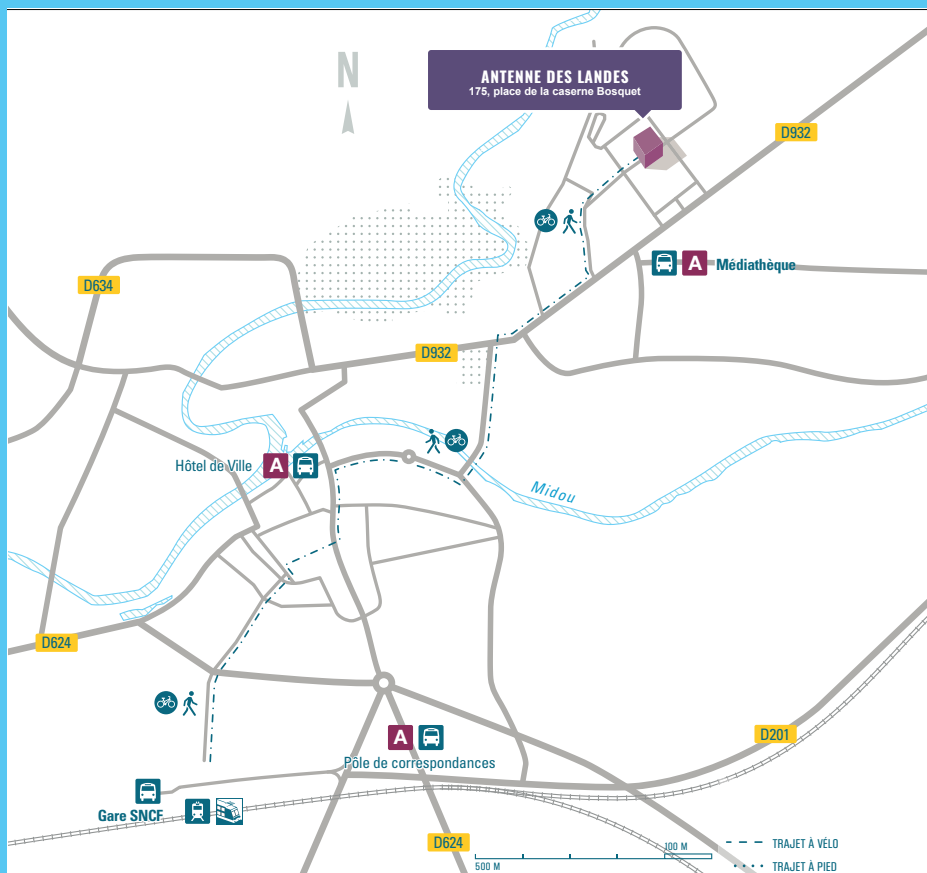 N
ANTENNE DES LANDES
175, place de la caserne Bosquet
D932
A Médiathèque
D634
D932
Hôtel de Ville A
Midou
D624
D201
A
Pôle de correspondances
Gare SNCF
D624
100 M
500 M
TRAJET À VÉLO
TRAJET À PIED